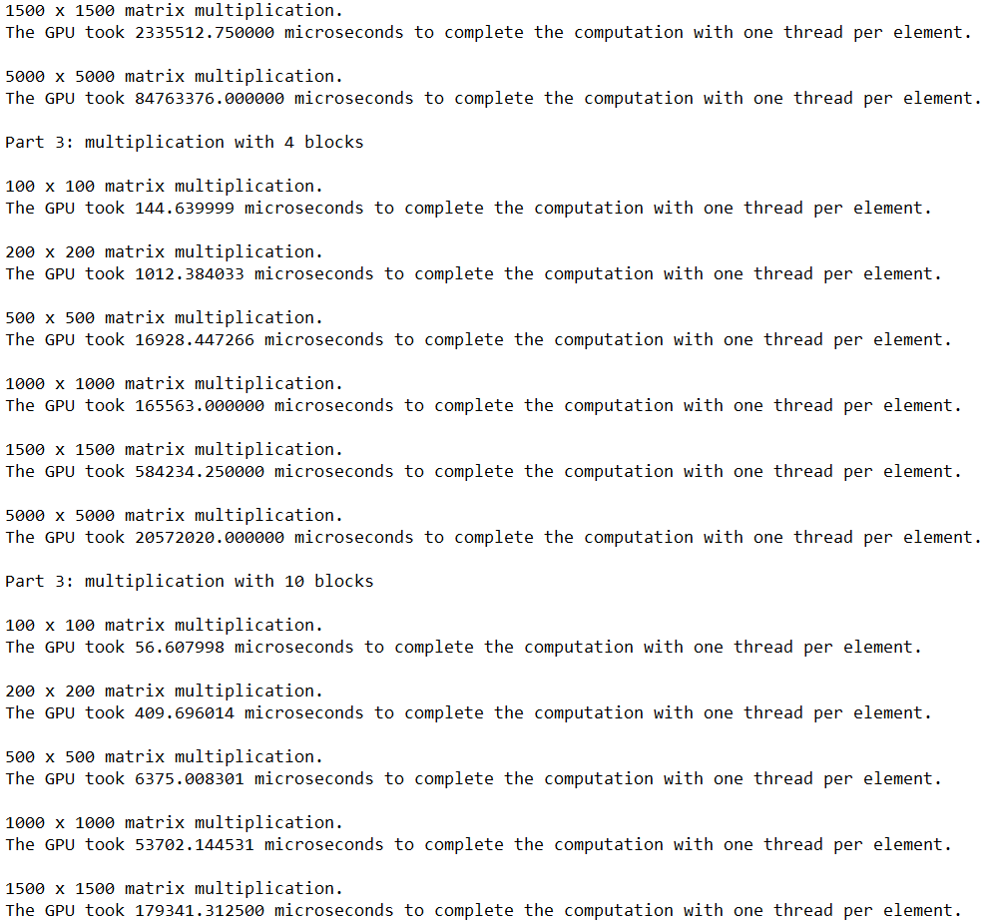 1500 x 1500 matrix multiplication.
The GPU took 2335512.750000 microseconds to complete the computation with one thread per element.
5000 x 5000 matrix multiplication.
The GPU took 84763376.000000 microseconds to complete the computation with one thread per element.
Part 3: multiplication with 4 blocks
100 x 100 matrix multiplication.
The GPU took 144.639999 microseconds to complete the computation with one thread per element.
200 x 200 matrix multiplication.
The GPU took 1012.384033 microseconds to complete the computation with one thread per element.
500 x 500 matrix multiplication.
The GPU took 16928.447266 microseconds to complete the computation with one thread per element.
1000 x 1000 matrix multiplication.
The GPU took 165563.000000 microseconds to complete the computation with one thread per element.
1500 x 1500 matrix multiplication.
The GPU took 584234.250000 microseconds to complete the computation with one thread per element.
5000 x 5000 matrix multiplication.
The GPU took 20572020.000000 microseconds to complete the computation with one thread per element.
Part 3: multiplication with 10 blocks
100 x 100 matrix multiplication.
The GPU took 56.607998 microseconds to complete the computation with one thread per element.
200 x 200 matrix multiplication.
The GPU took 409.696014 microseconds to complete the computation with one thread per element.
500 x 500 matrix multiplication.
The GPU took 6375.008301 microseconds to complete the computation with one thread per element.
1000 x 1000 matrix multiplication.
The GPU took 53702.144531 microseconds to complete the computation with one thread per element.
1500 x 1500 matrix multiplication.
The GPU took 179341.312500 microseconds to complete the computation with one thread per element.